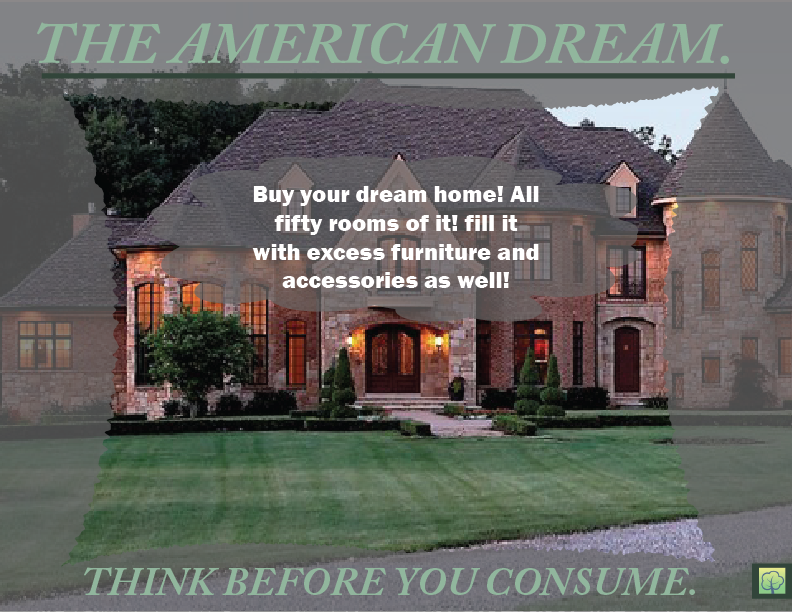 THE AMERICAN DREAM.
Buy your dream home! All
fifty rooms of it! fill it
with excess furniture and
accessories as well!
THINK BEFORE YOU CONSUME.